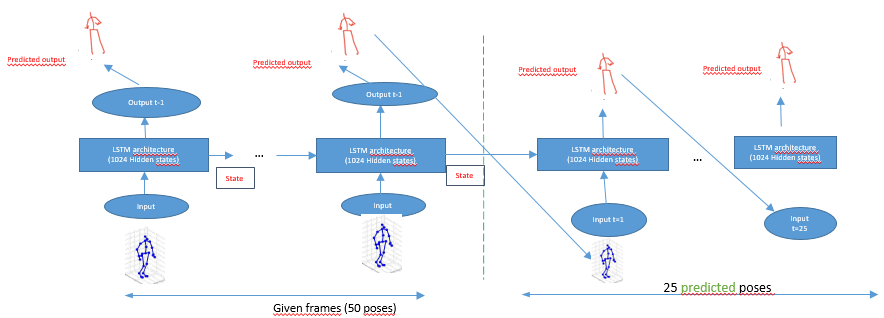 Predicted output
Predicted output
Predicted output
Predicted output
Output t-1
Output t-1
LSTM architecture
(1024 Hidden states)
...
LSTM architecture
(1024 Hidden states)
LSTM architecture
(1024 Hidden states)
...
LSTM architecture
(1024 Hidden states)
State
State
Input
Input
Input t=1
Input
t=25
25 predicted poses
Given frames (50 poses)